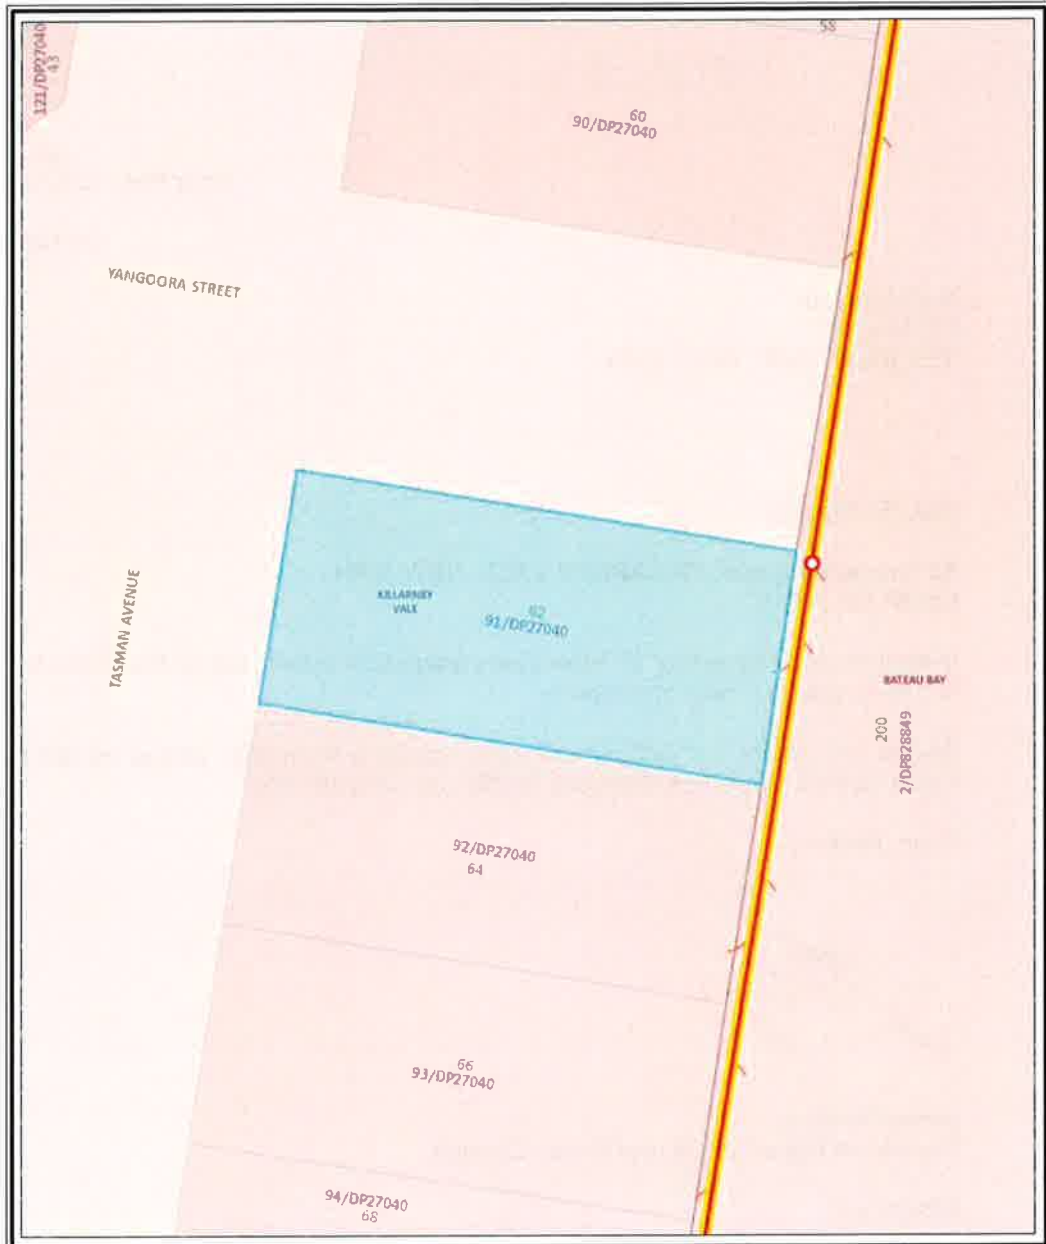 121/DP27040
43
58
60
90/DP27040
YANGOORA STREET
TASMAN AVENUE
KILLARNEY
VALE
62
91/DP27040
BATEAU BAY
200
2/DP828849
92/DP27040
64
66
93/DP27040
94/DP27040
68